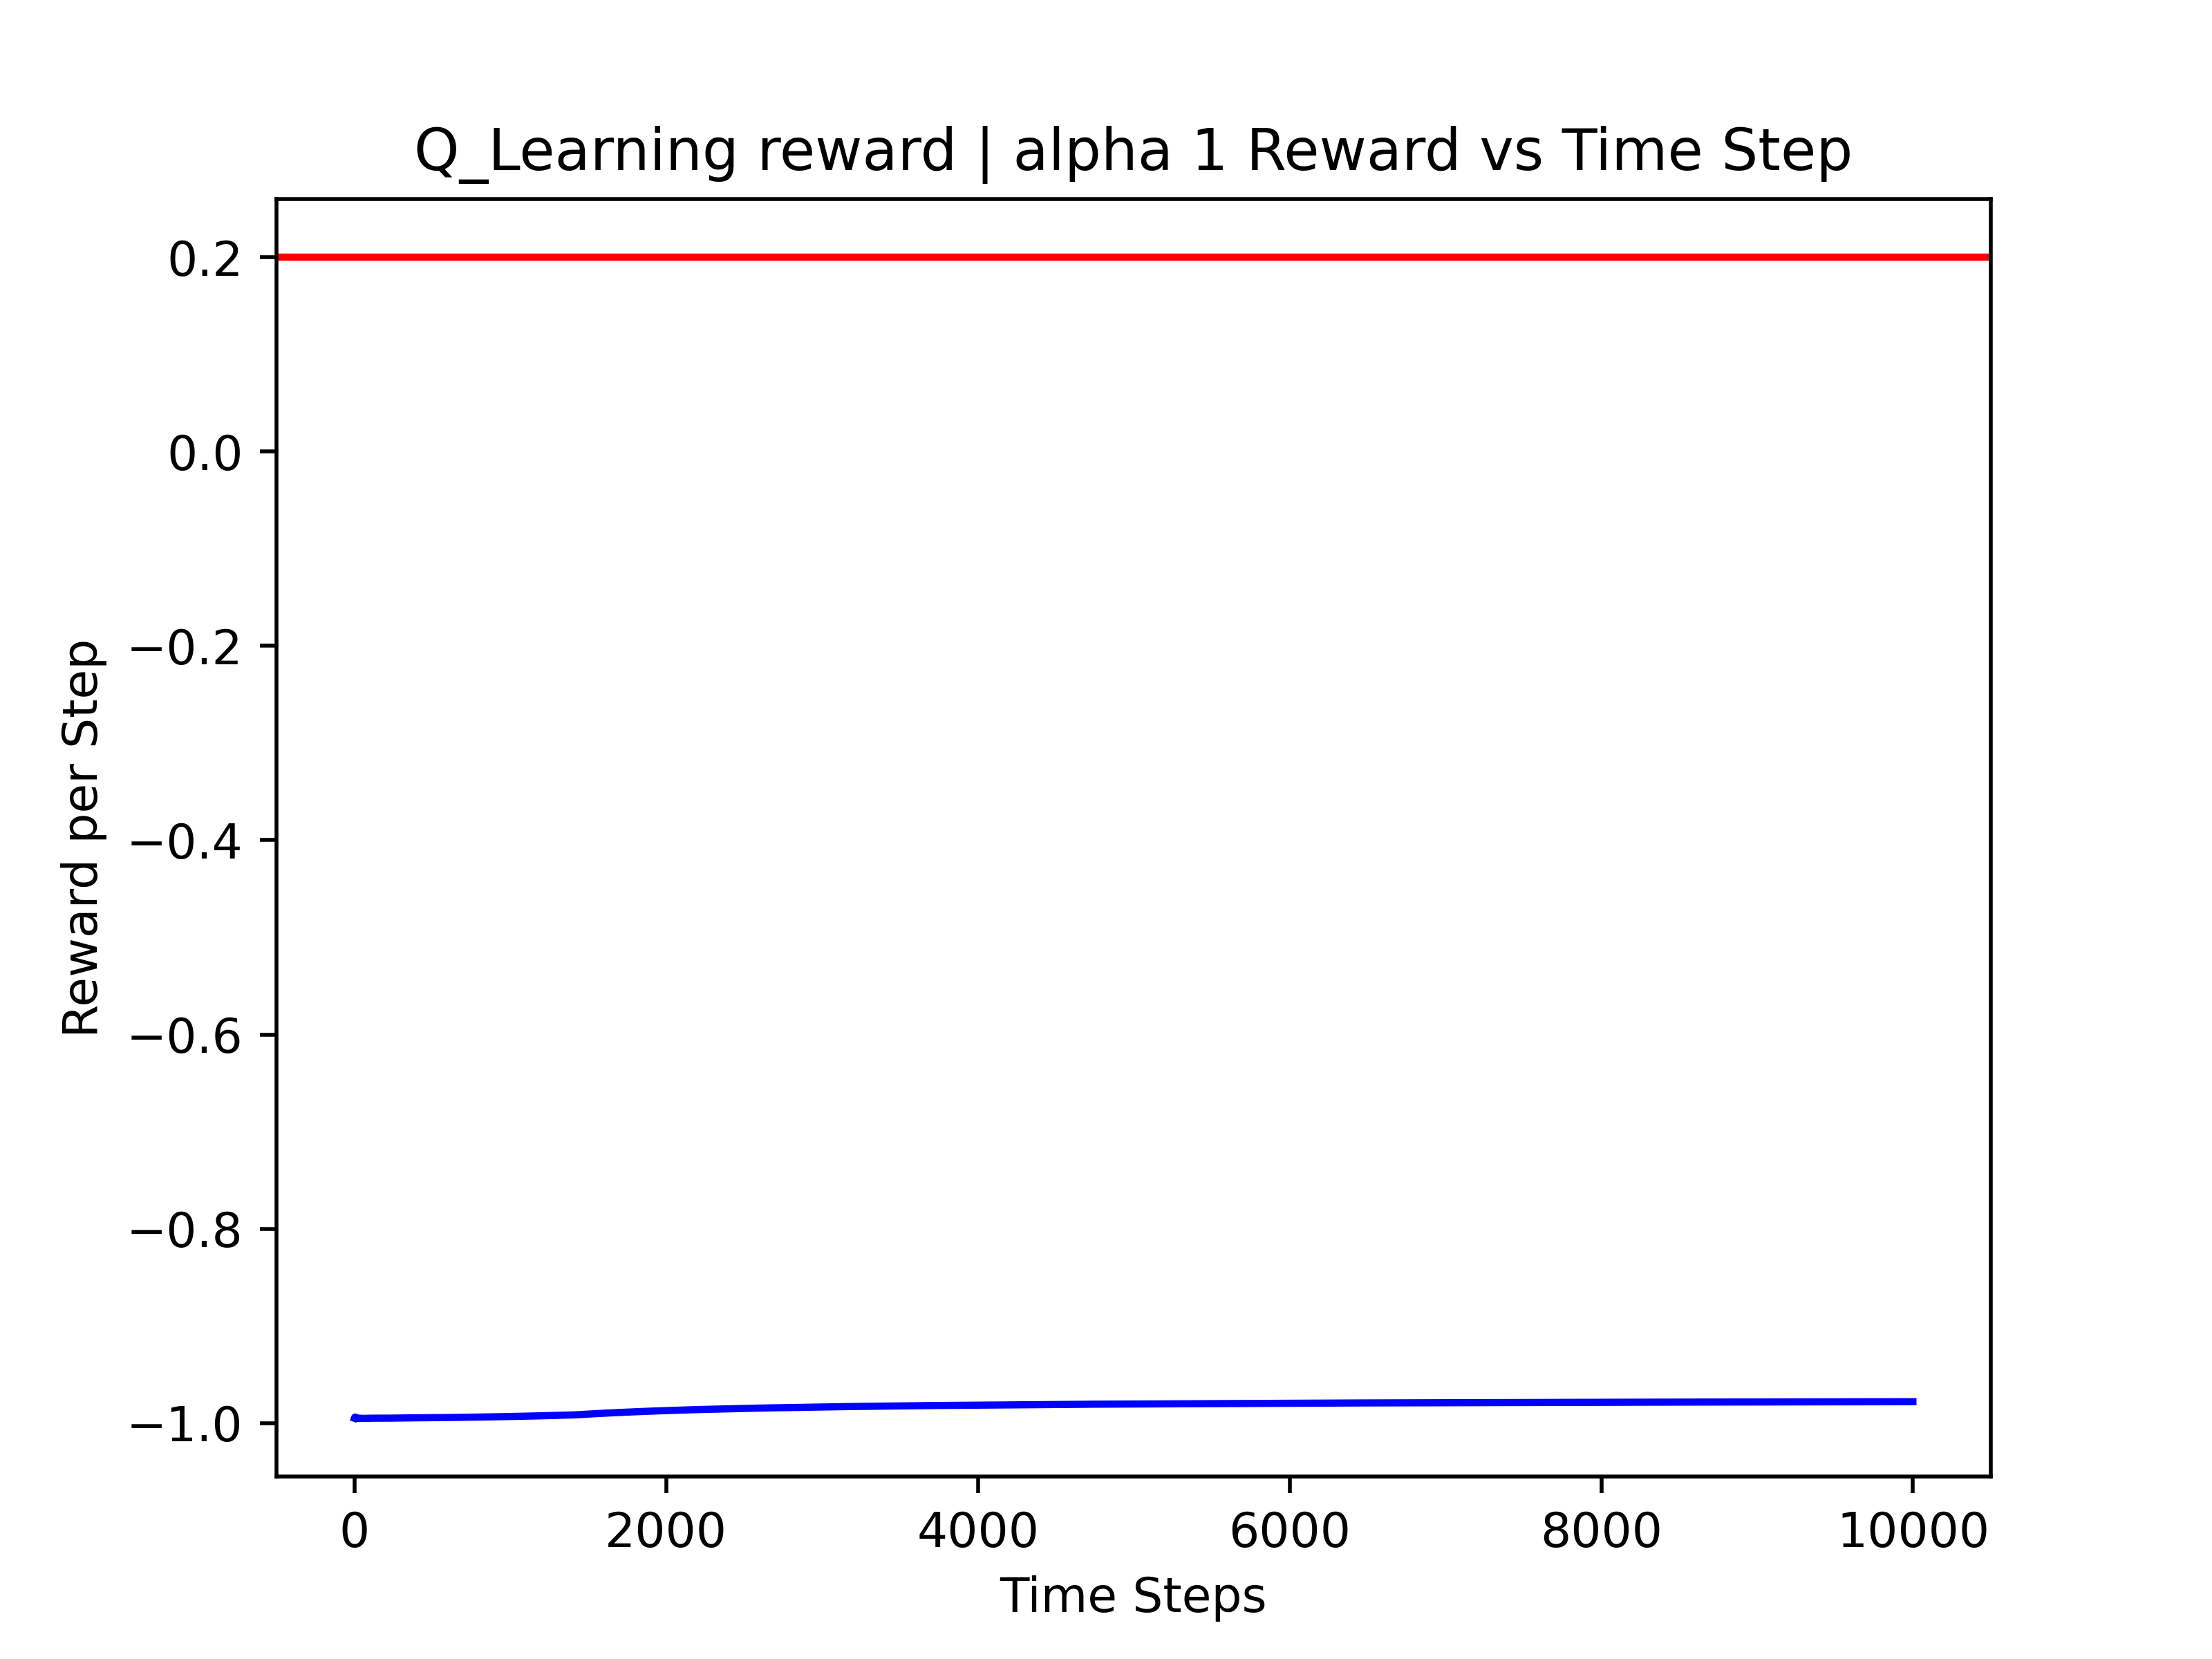 Q_Learning reward | alpha 1 Reward vs Time Step
0.2
0.0
−0.2
−0.4
−0.6
−0.8
−1.0
Reward per Step
0 2000 4000 6000 8000 10000
Time Steps